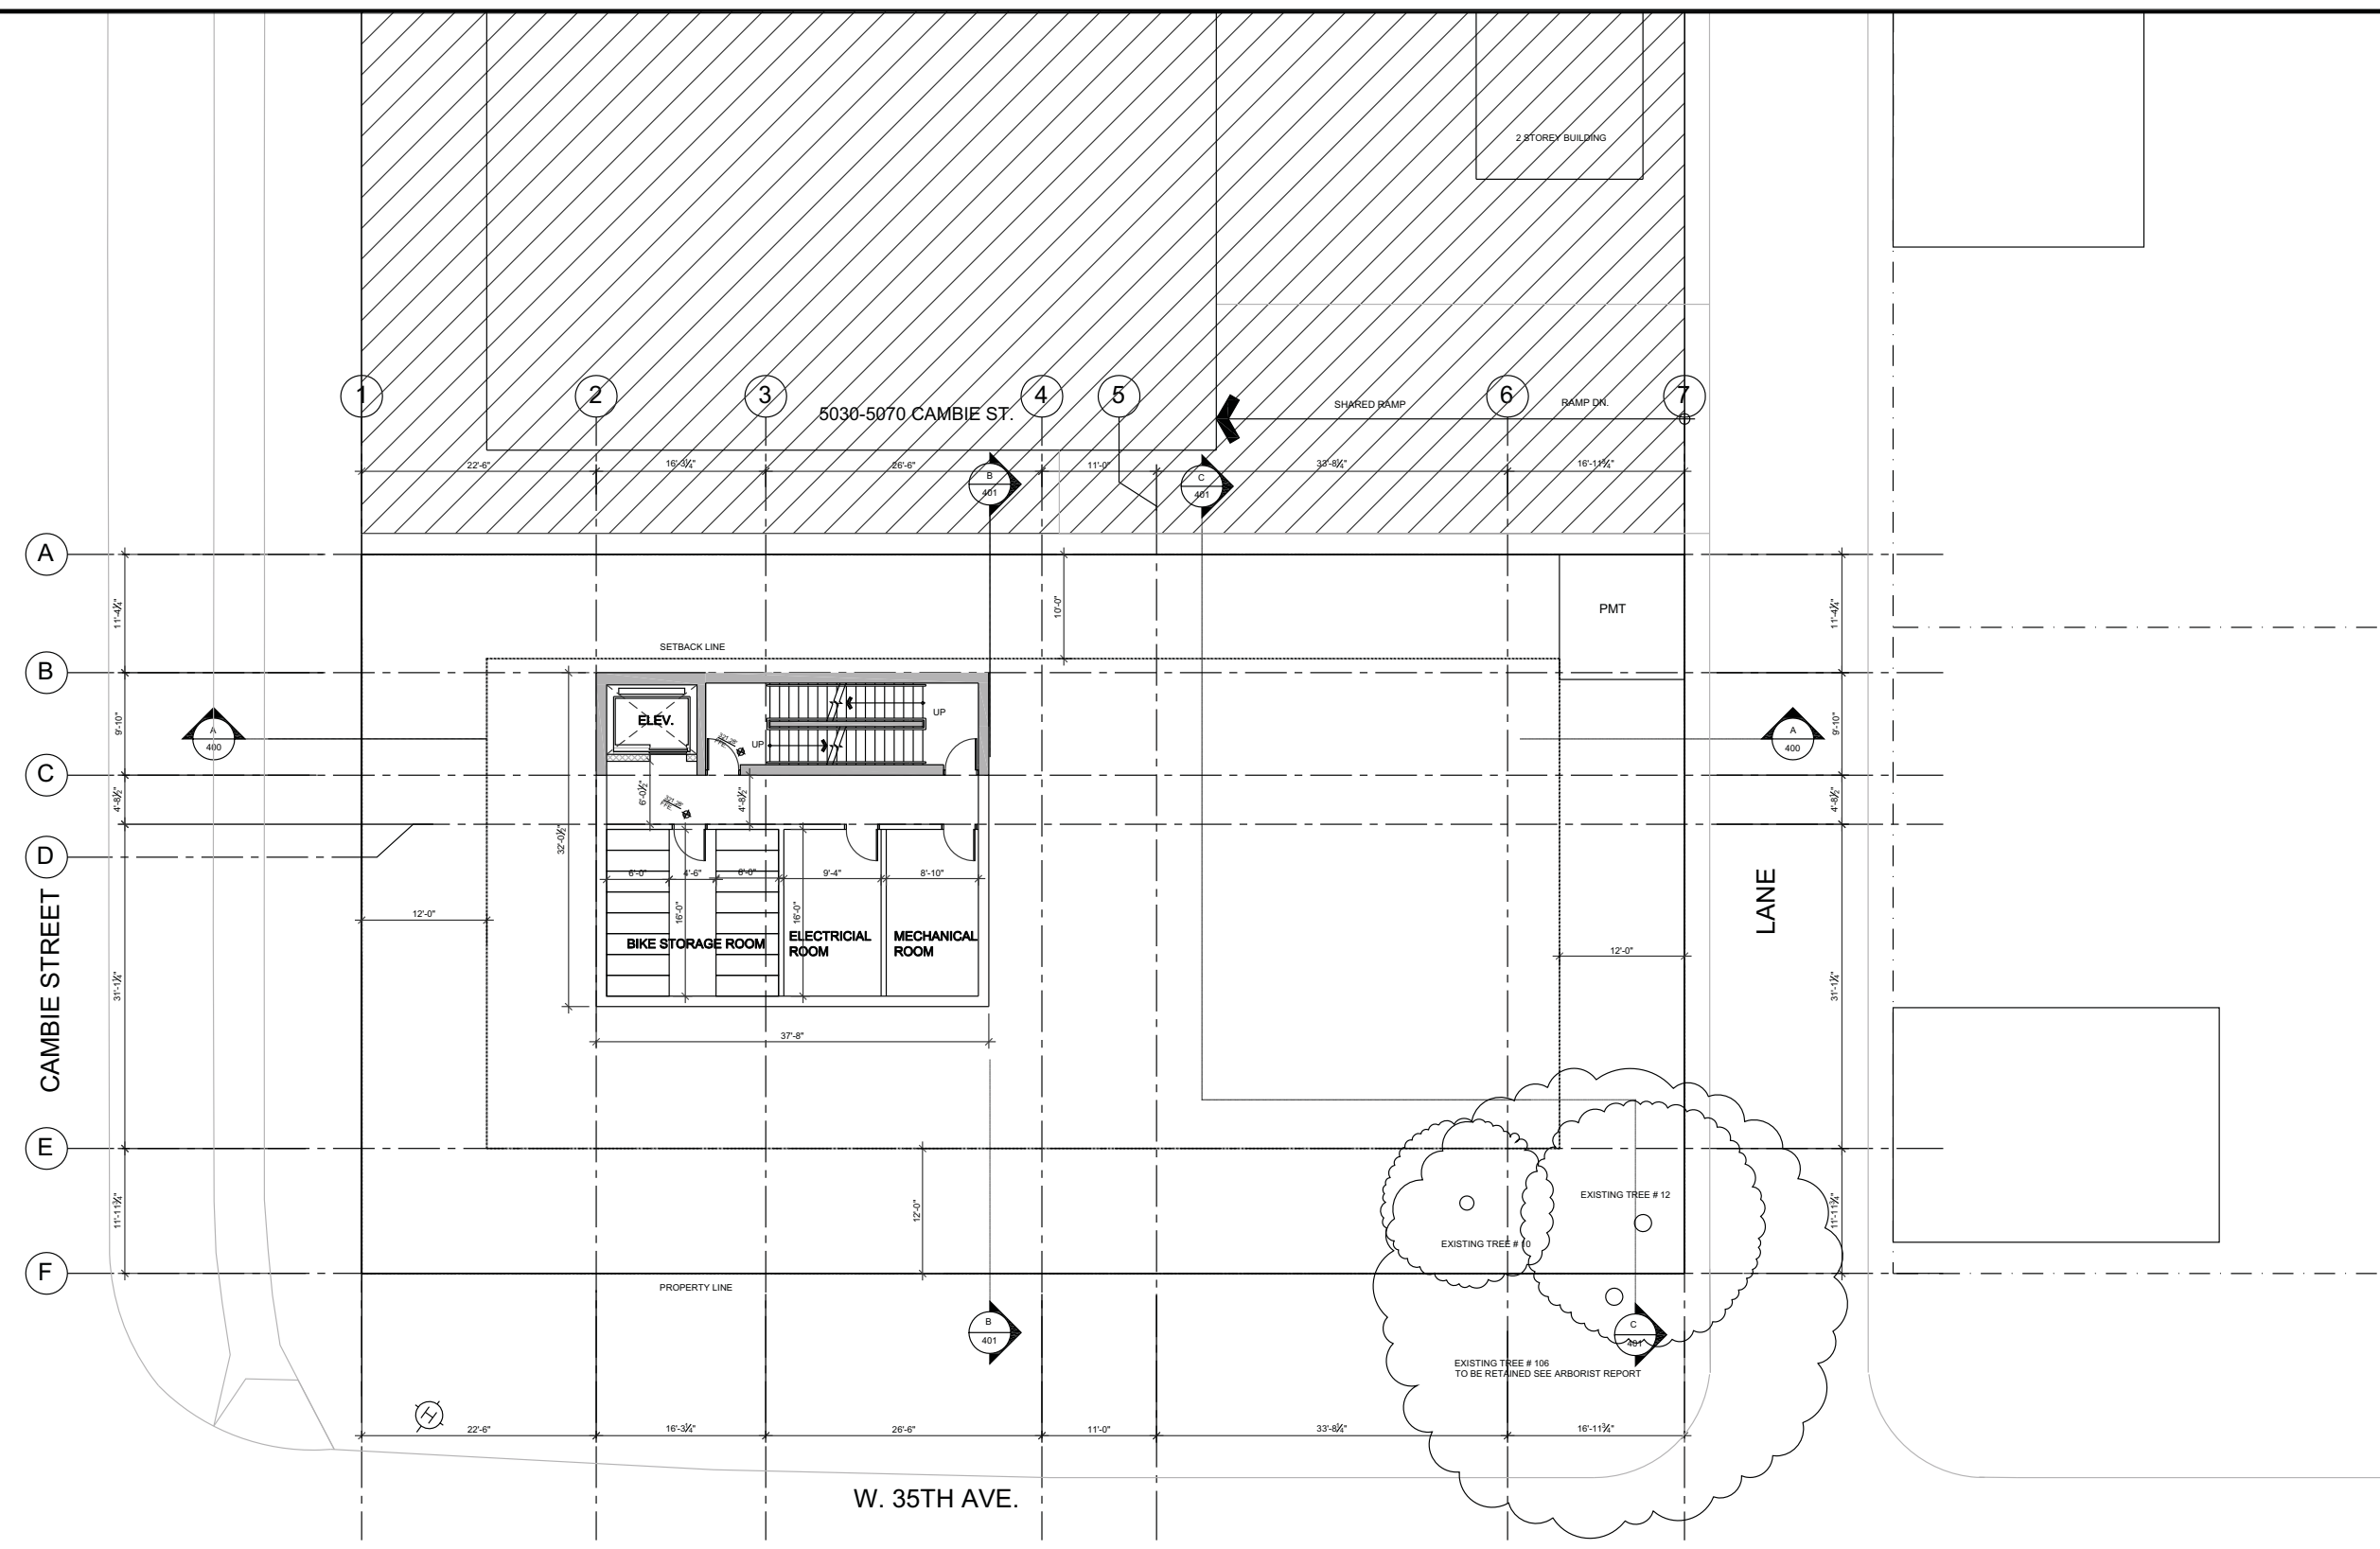 2 STOREY BUILDING
1
2
3
4
5
6
7
5030-5070 CAMBIE ST.
SHARED RAMP
RAMP DN.
22'-6"
16'-3¼"
26'-6"
11'-0"
33'-8¼"
16'-11¾"
B
401
C
401
A
B
C
D
E
F
11'-4¼"
9'-10"
4'-8½"
31'-1¼"
11'-11¾"
10'-0"
PMT
11'-4¼"
9'-10"
4'-8½"
31'-1¼"
11'-11¾"
SETBACK LINE
A
400
A
400
ELEV.
UP
UP
6'-0½"
4'-8½"
32'-0½"
6'-0"
4'-6"
6'-0"
9'-4"
8'-10"
16'-0"
16'-0"
BIKE STORAGE ROOM
ELECTRICIAL
ROOM
MECHANICAL
ROOM
12'-0"
12'-0"
37'-8"
CAMBIE STREET
LANE
12'-0"
EXISTING TREE # 12
EXISTING TREE # 10
PROPERTY LINE
B
401
C
401
EXISTING TREE # 106
TO BE RETAINED SEE ARBORIST REPORT
H
22'-6"
16'-3¼"
26'-6"
11'-0"
33'-8¼"
16'-11¾"
W. 35TH AVE.